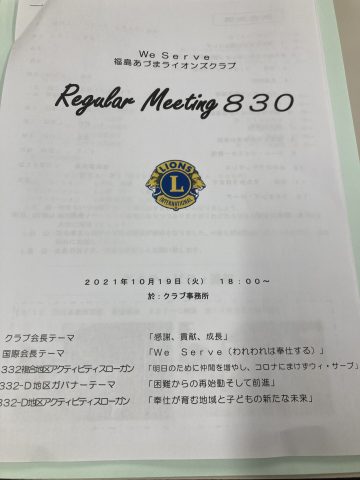 We Serve
福島あづまライオンズクラブ
Regular Meeting 830
LIONS
L
INTERNATIONAL
2021年10月19日（火） 18：00～
於：クラブ事務所
クラブ会長テーマ 「感謝、貢献、成長」
国際会長テーマ 「We Serve（われわれは奉仕する）」
332複合地区アクティビティスローガン 「明日のために仲間を増やし、コロナにまけずウィ・サーブ」
332-D地区ガバナーテーマ 「困難からの再始動そして前進」
332-D地区アクティビティスローガン 「奉仕が育む地域と子どもの新たな未来」